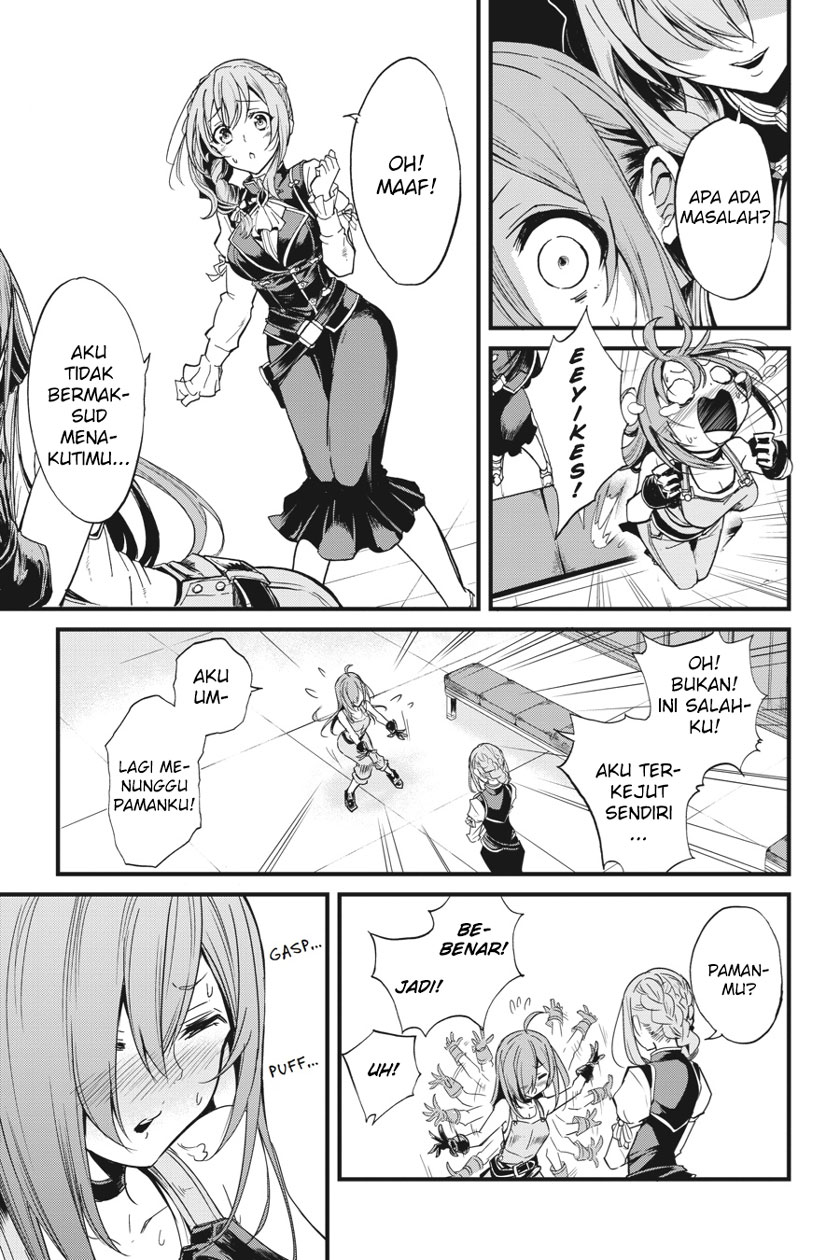 APA ADA
MASALAH?
EEYIKES!
OH!
MAAF!
AKU
TIDAK
BERMAK-
SUD
MENA-
KUTIMU...
OH!
BUKAN!
INI SALAH-
KU!
AKU TER-
KEJUT
SENDIRI
...
AKU
UM-
LAGI ME-
NUNGGU
PAMANKU!
PAMAN-
MU?
BE-
BENAR!
JADI!
UH!
GASP...
PUFF...